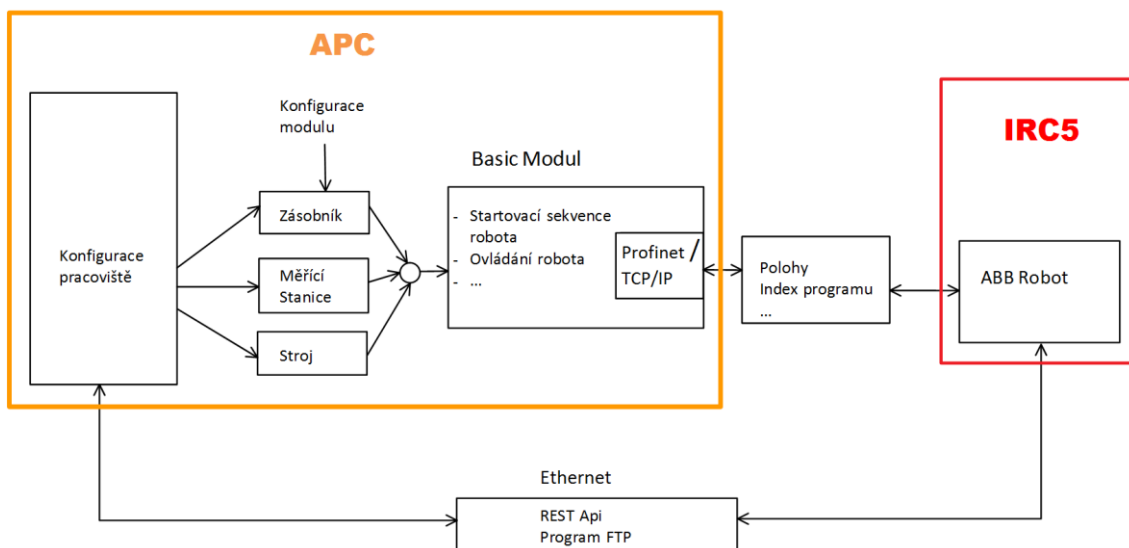 APC
Konfigurace
pracoviště
Konfigurace
modulu
Zásobník
Měřící
Stanice
Stroj
Basic Modul
- Startovací sekvence
robota
- Ovládání robota
- ...
Profinet /
TCP/IP
Polohy
Index programu
...
IRC5
ABB Robot
Ethernet
REST Api
Program FTP